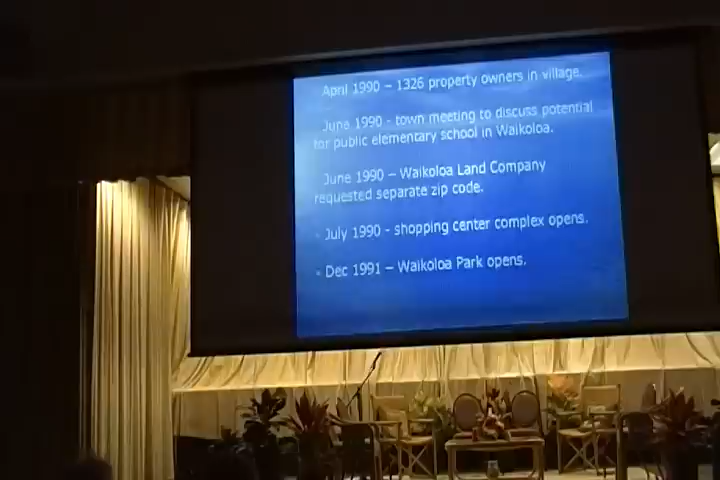 April 1990 – 1326 property owners in village.
June 1990 - town meeting to discuss potential
for public elementary school in Waikoloa.
June 1990 – Waikoloa Land Company
requested separate zip code.
- July 1990 - shopping center complex opens.
- Dec 1991 – Waikoloa Park opens.